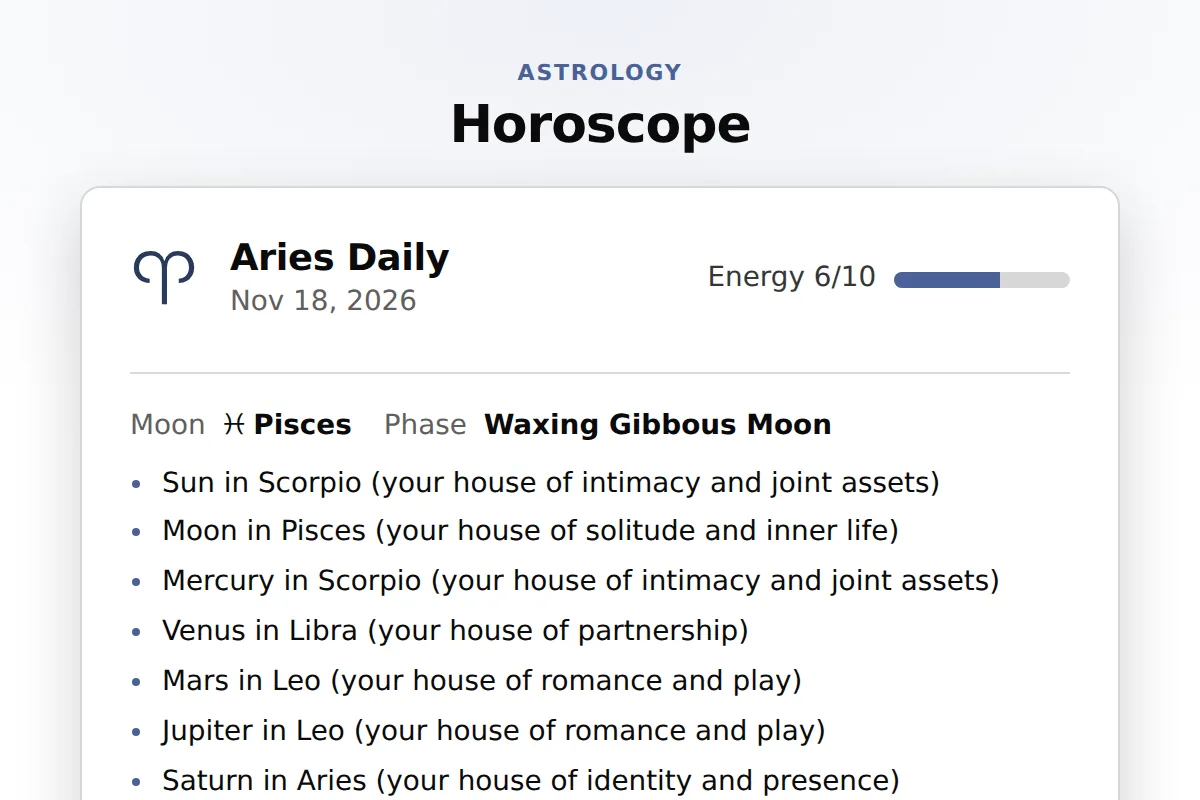 ASTROLOGY
Horoscope
♈ Aries Daily
Nov 18, 2026
Energy 6/10
Moon ♓ Pisces Phase Waxing Gibbous Moon
• Sun in Scorpio (your house of intimacy and joint assets)
• Moon in Pisces (your house of solitude and inner life)
• Mercury in Scorpio (your house of intimacy and joint assets)
• Venus in Libra (your house of partnership)
• Mars in Leo (your house of romance and play)
• Jupiter in Leo (your house of romance and play)
• Saturn in Aries (your house of identity and presence)